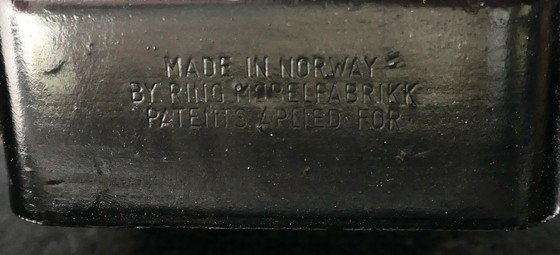 MADE IN NORWAY
BY. RING MOBELFABRIKK
PATENTS APLIED FOR